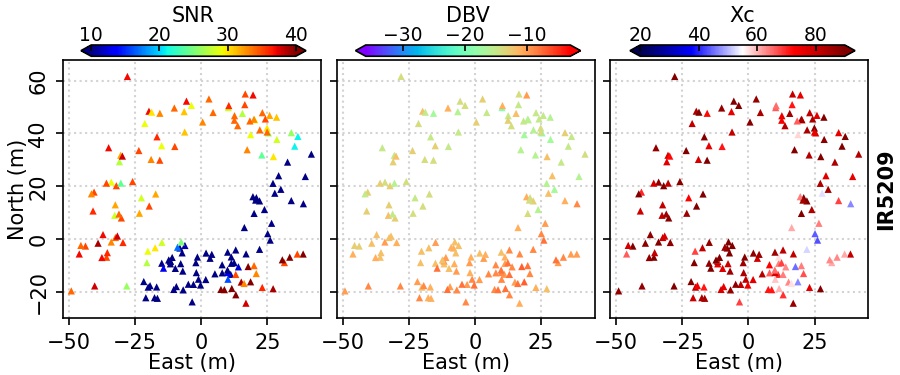 SNR DBV Xc
10 20 30 40 −30 −20 −10 20 40 60 80
60
40
20
0
−20
North (m)
IR5209
−50 −25 0 25 −50 −25 0 25 −50 −25 0 25
East (m) East (m) East (m)